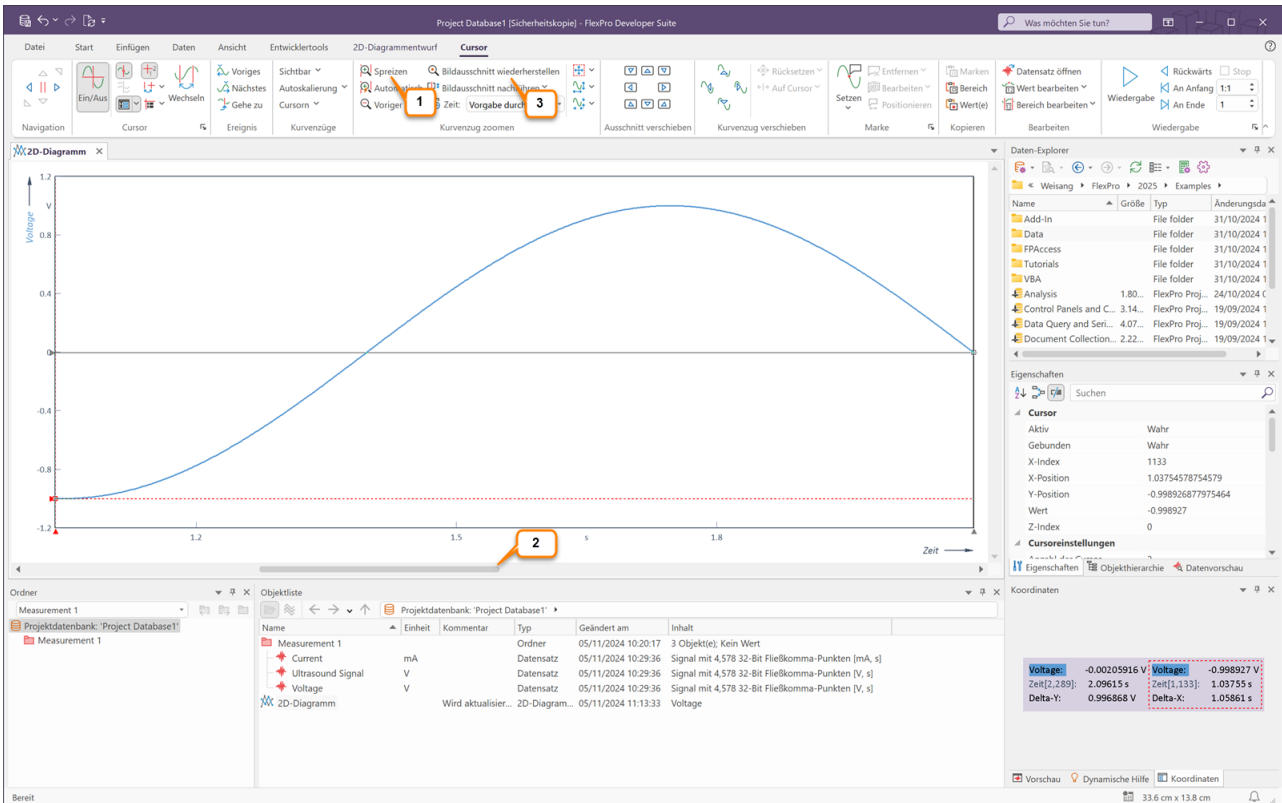 Project Database1 [Sicherheitskopie] - FlexPro Developer Suite
Was möchten Sie tun?
Datei Start Einfügen Daten Ansicht Entwicklertools 2D-Diagrammentwurf Cursor
Ein/Aus
Wechseln
Navigation
Cursor
Voriges
Nächstes
Gehe zu
Ereignis
Sichtbar
Autoskalierung
Cursorn
Kurvenzüge
Spreizen
Bildausschnitt wiederherstellen
Bildausschnitt nachführen
Voriger
Zeit: Vorgabe durch
1
3
Kurvenzug zoomen
Ausschnitt verschieben
Rücksetzen
Auf Cursor
Kurvenzug verschieben
Setzen
Entfernen
Bearbeiten
Positionieren
Marke
Marken
Bereich
Wert(e)
Kopieren
Datensatz öffnen
Wert bearbeiten
Bereich bearbeiten
Bearbeiten
Wiedergabe
Rückwärts Stop
An Anfang 1:1
An Ende 1
Wiedergabe
2D-Diagramm
1.2
V
0.8
0.4
0
-0.4
-0.8
-1.2
Voltage
1.2 1.5 s 1.8
Zeit
2
Daten-Explorer
« Weisang FlexPro 2025 Examples
Name Größe Typ Änderungsda
Add-In File folder 31/10/2024 1
Data File folder 31/10/2024 1
FPAccess File folder 31/10/2024 1
Tutorials File folder 31/10/2024 1
VBA File folder 31/10/2024 1
Analysis 1.80... FlexPro Proj... 24/10/2024 0
Control Panels and C... 3.14... FlexPro Proj... 19/09/2024 1
Data Query and Seri... 4.07... FlexPro Proj... 19/09/2024 1
Document Collection... 2.22... FlexPro Proj... 19/09/2024 1
Eigenschaften
Suchen
Cursor
Aktiv Wahr
Gebunden Wahr
X-Index 1133
X-Position 1.03754578754579
Y-Position -0.998926877975464
Wert -0.998927
Z-Index 0
Cursoreinstellungen
Eigenschaften Objekthierarchie Datenvorschau
Ordner
Measurement 1
Projektdatenbank: 'Project Database1'
Measurement 1
Objektliste
Projektdatenbank: 'Project Database1'
Name Einheit Kommentar Typ Geändert am Inhalt
Measurement 1 Ordner 05/11/2024 10:20:17 3 Objekt(e); Kein Wert
Current mA Datensatz 05/11/2024 10:29:36 Signal mit 4,578 32-Bit Fließkomma-Punkten [mA, s]
Ultrasound Signal V Datensatz 05/11/2024 10:29:36 Signal mit 4,578 32-Bit Fließkomma-Punkten [V, s]
Voltage V Datensatz 05/11/2024 10:29:36 Signal mit 4,578 32-Bit Fließkomma-Punkten [V, s]
2D-Diagramm Wird aktualisier... 2D-Diagram... 05/11/2024 11:13:33 Voltage
Koordinaten
Voltage: -0.00205916 V Voltage: -0.998927 V
Zeit[2,289]: 2.09615 s Zeit[1,133]: 1.03755 s
Delta-Y: 0.996868 V Delta-X: 1.05861 s
Vorschau Dynamische Hilfe Koordinaten
Bereit
33.6 cm x 13.8 cm